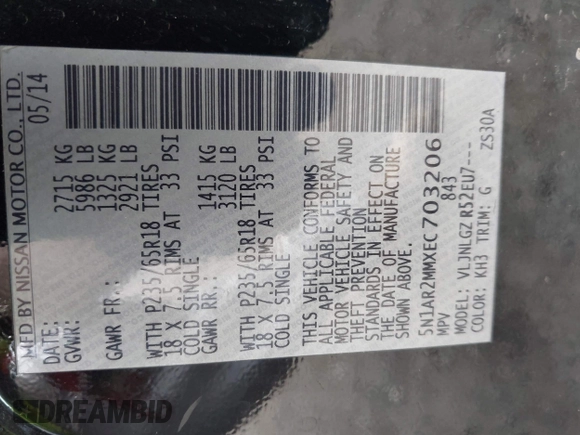 MFD BY NISSAN MOTOR CO., LTD.
DATE: 05/14
GVWR: 2715 KG
5986 LB
GAWR FR.: 1325 KG
2921 LB
WITH P235/65R18 TIRES
18 X 7.5 RIMS AT 33 PSI
COLD SINGLE
GAWR RR.: 1415 KG
3120 LB
WITH P235/65R18 TIRES
18 X 7.5 RIMS AT 33 PSI
COLD SINGLE
THIS VEHICLE CONFORMS TO
ALL APPLICABLE FEDERAL
MOTOR VEHICLE SAFETY AND
THEFT PREVENTION
STANDARDS IN EFFECT ON
THE DATE OF MANUFACTURE
SHOWN ABOVE.
5N1AR2MMXEC703206
MPV 843
MODEL: VLJNLGZ R52EU7---
COLOR: KH3 TRIM: G ZS30A
DREAMBID